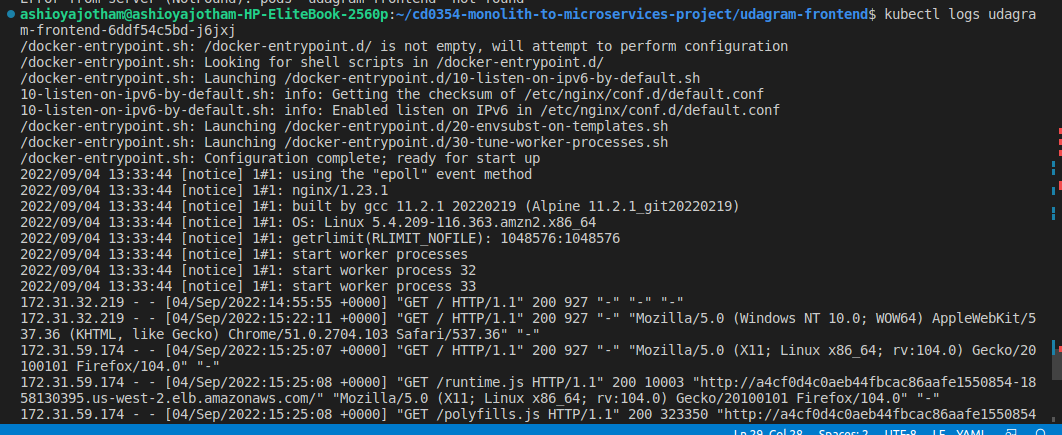 Error from server (NotFound): pods "udagram-frontend" not found
ashioyajotham@ashioyajotham-HP-EliteBook-2560p:~/cd0354-monolith-to-microservices-project/udagram-frontend$ kubectl logs udagra
m-frontend-6ddf54c5bd-j6jxj
/docker-entrypoint.sh: /docker-entrypoint.d/ is not empty, will attempt to perform configuration
/docker-entrypoint.sh: Looking for shell scripts in /docker-entrypoint.d/
/docker-entrypoint.sh: Launching /docker-entrypoint.d/10-listen-on-ipv6-by-default.sh
10-listen-on-ipv6-by-default.sh: info: Getting the checksum of /etc/nginx/conf.d/default.conf
10-listen-on-ipv6-by-default.sh: info: Enabled listen on IPv6 in /etc/nginx/conf.d/default.conf
/docker-entrypoint.sh: Launching /docker-entrypoint.d/20-envsubst-on-templates.sh
/docker-entrypoint.sh: Launching /docker-entrypoint.d/30-tune-worker-processes.sh
/docker-entrypoint.sh: Configuration complete; ready for start up
2022/09/04 13:33:44 [notice] 1#1: using the "epoll" event method
2022/09/04 13:33:44 [notice] 1#1: nginx/1.23.1
2022/09/04 13:33:44 [notice] 1#1: built by gcc 11.2.1 20220219 (Alpine 11.2.1_git20220219)
2022/09/04 13:33:44 [notice] 1#1: OS: Linux 5.4.209-116.363.amzn2.x86_64
2022/09/04 13:33:44 [notice] 1#1: getrlimit(RLIMIT_NOFILE): 1048576:1048576
2022/09/04 13:33:44 [notice] 1#1: start worker processes
2022/09/04 13:33:44 [notice] 1#1: start worker process 32
2022/09/04 13:33:44 [notice] 1#1: start worker process 33
172.31.32.219 - - [04/Sep/2022:14:55:55 +0000] "GET / HTTP/1.1" 200 927 "-" "-" "-"
172.31.32.219 - - [04/Sep/2022:15:22:11 +0000] "GET / HTTP/1.1" 200 927 "-" "Mozilla/5.0 (Windows NT 10.0; WOW64) AppleWebKit/5
37.36 (KHTML, like Gecko) Chrome/51.0.2704.103 Safari/537.36" "-"
172.31.59.174 - - [04/Sep/2022:15:25:07 +0000] "GET / HTTP/1.1" 200 927 "-" "Mozilla/5.0 (X11; Linux x86_64; rv:104.0) Gecko/20
100101 Firefox/104.0" "-"
172.31.59.174 - - [04/Sep/2022:15:25:08 +0000] "GET /runtime.js HTTP/1.1" 200 10003 "http://a4cf0d4c0aeb44fbcac86aafe1550854-18
58130395.us-west-2.elb.amazonaws.com/" "Mozilla/5.0 (X11; Linux x86_64; rv:104.0) Gecko/20100101 Firefox/104.0" "-"
172.31.59.174 - - [04/Sep/2022:15:25:08 +0000] "GET /polyfills.js HTTP/1.1" 200 323350 "http://a4cf0d4c0aeb44fbcac86aafe1550854
Ln 29, Col 28 Spaces: 2 UTF-8 LF YAML